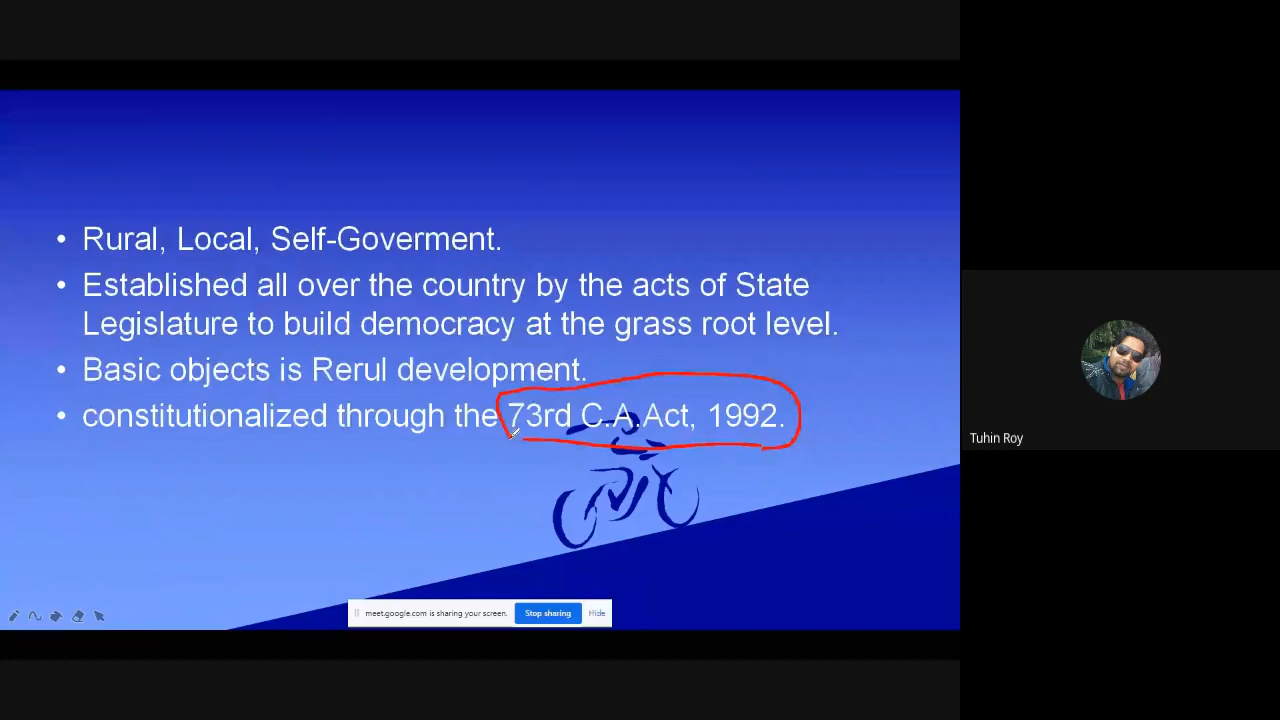 • Rural, Local, Self-Goverment.
• Established all over the country by the acts of State
Legislature to build democracy at the grass root level.
• Basic objects is Rerul development.
• constitutionalized through the 73rd C.A.Act, 1992.
meet.google.com is sharing your screen. Stop sharing Hide
Tuhin Roy